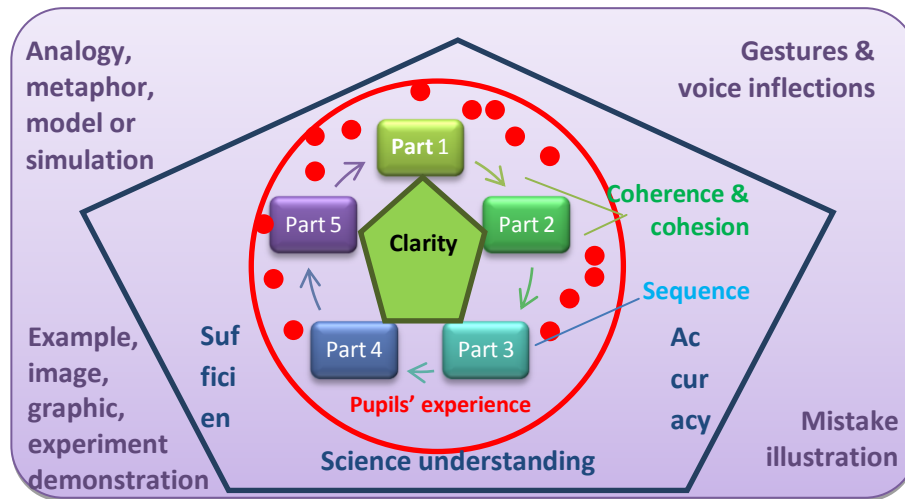 Analogy,
metaphor,
model or
simulation
Gestures &
voice inflections
Part 1
Part 5
Part 2
Clarity
Coherence &
cohesion
Sequence
Part 4
Part 3
Example,
image,
graphic,
experiment
demonstration
Suf
fici
en
Ac
cur
acy
Pupils’ experience
Science understanding
Mistake
illustration